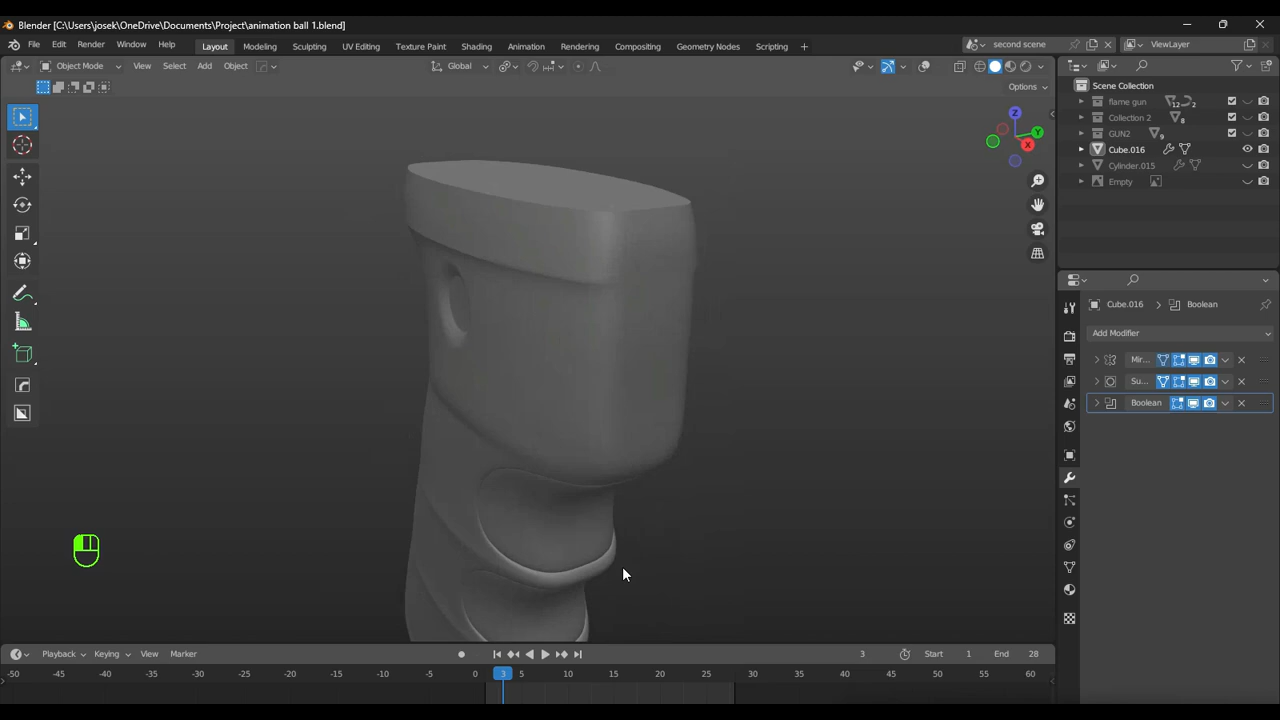 Blender [C:\Users\josek\OneDrive\Documents\Project\animation ball 1.blend]
File Edit Render Window Help Layout Modeling Sculpting UV Editing Texture Paint Shading Animation Rendering Compositing Geometry Nodes Scripting + second scene ViewLayer
Object Mode View Select Add Object Global
Options
Z
Y
X
Scene Collection
flame gun 12 2
Collection 2 8
GUN2 9
Cube.016
Cylinder.015
Empty
Cube.016 > Boolean
Add Modifier
Mir...
Su...
Boolean
Playback Keying View Marker 3 Start 1 End 28
-50 -45 -40 -35 -30 -25 -20 -15 -10 -5 0 3 5 10 15 20 25 30 35 40 45 50 55 60